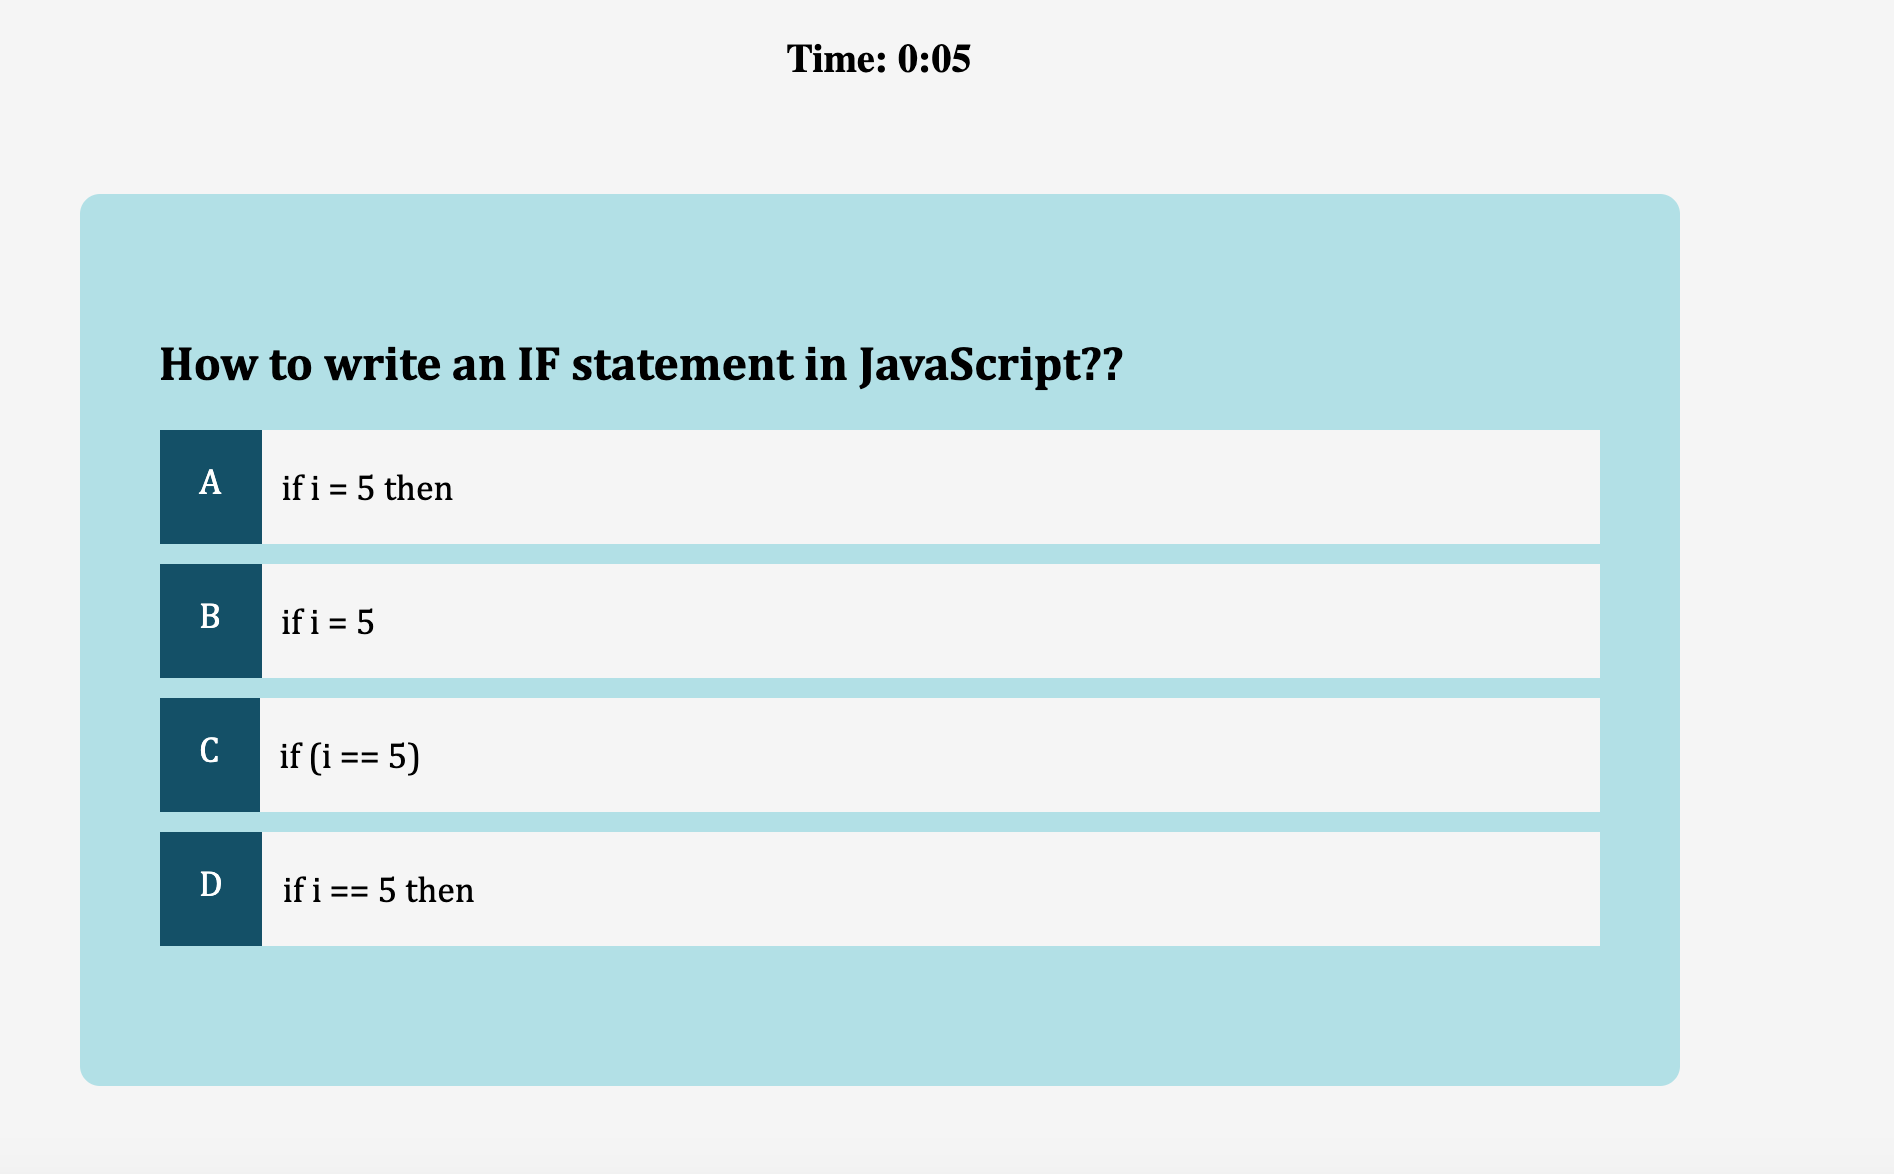 Time: 0:05
How to write an IF statement in JavaScript??
A if i = 5 then
B if i = 5
C if (i == 5)
D if i == 5 then